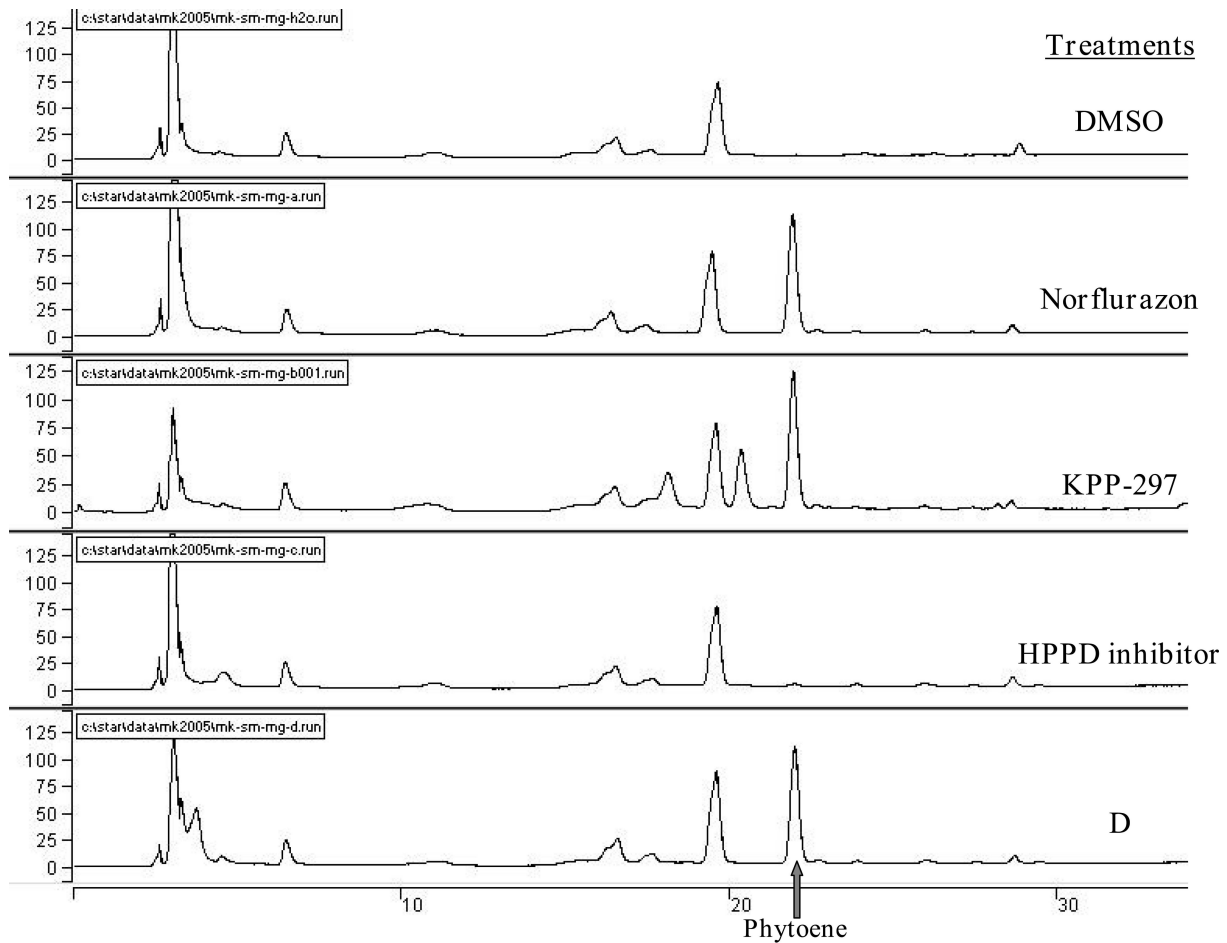 c:\star\data\mk2005\mk-sm-mg-h2o.run
125
100
75
50
25
0
Treatments
DMSO
c:\star\data\mk2005\mk-sm-mg-a.run
125
100
75
50
25
0
Norflurazon
c:\star\data\mk2005\mk-sm-mg-b001.run
125
100
75
50
25
0
KPP-297
c:\star\data\mk2005\mk-sm-mg-c.run
125
100
75
50
25
0
HPPD inhibitor
c:\star\data\mk2005\mk-sm-mg-d.run
125
100
75
50
25
0
D
10
20
30
Phytoene